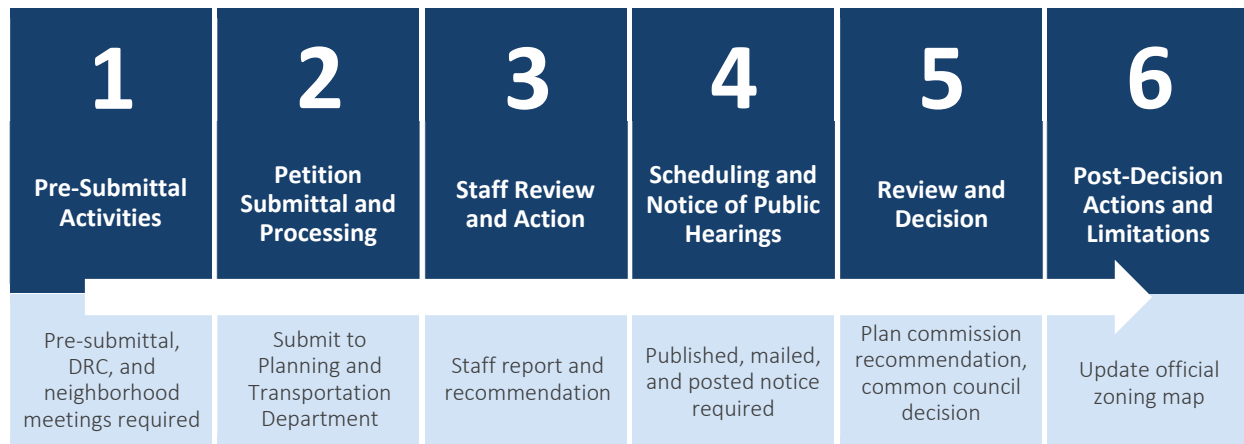 1
Pre-Submittal
Activities
Pre-submittal,
DRC, and
neighborhood
meetings required
2
Petition
Submittal and
Processing
Submit to
Planning and
Transportation
Department
3
Staff Review
and Action
Staff report and
recommendation
4
Scheduling and
Notice of Public
Hearings
Published, mailed,
and posted notice
required
5
Review and
Decision
Plan commission
recommendation,
common council
decision
6
Post-Decision
Actions and
Limitations
Update official
zoning map